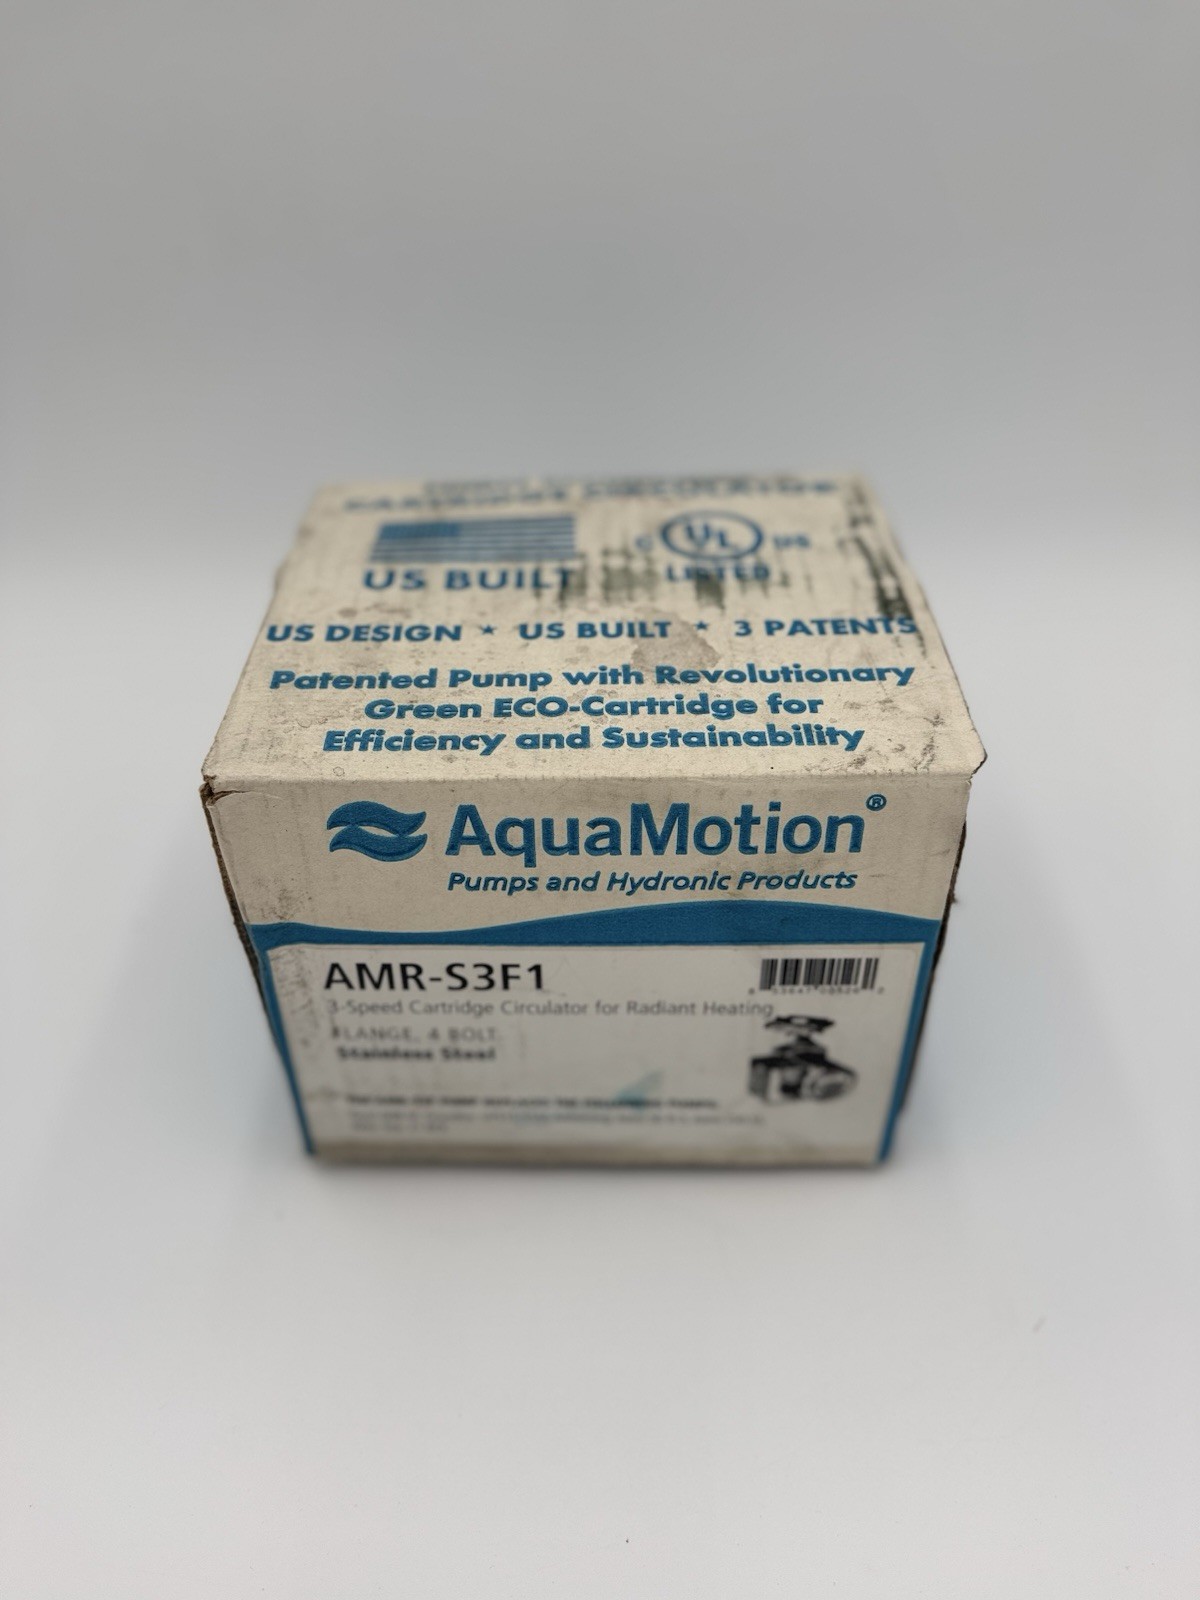 US BUILT
C UL US
LISTED
US DESIGN * US BUILT * 3 PATENTS
Patented Pump with Revolutionary
Green ECO-Cartridge for
Efficiency and Sustainability
AquaMotion®
Pumps and Hydronic Products
AMR-S3F1
3-Speed Cartridge Circulator for Radiant Heating
FLANGE, 4 BOLT
Stainless Steel